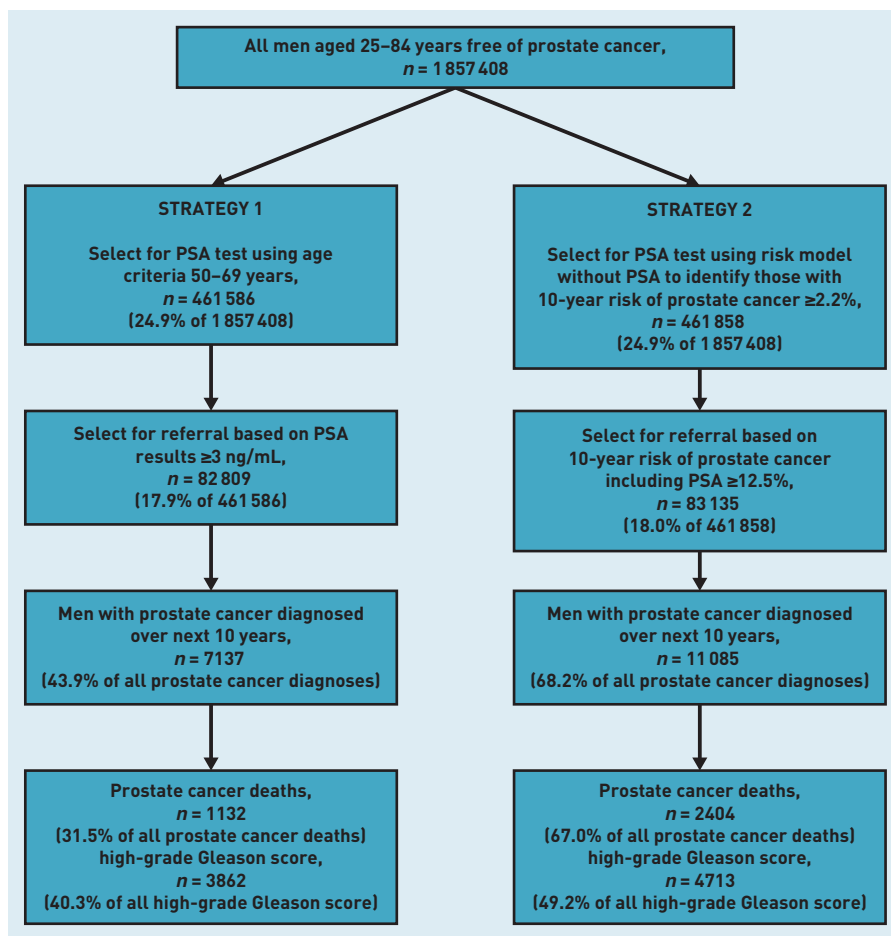 All men aged 25–84 years free of prostate cancer,
n = 1 857 408
STRATEGY 1
Select for PSA test using age
criteria 50–69 years,
n = 461 586
(24.9% of 1 857 408)
Select for referral based on PSA
results ≥3 ng/mL,
n = 82 809
(17.9% of 461 586)
Men with prostate cancer diagnosed
over next 10 years,
n = 7137
(43.9% of all prostate cancer diagnoses)
Prostate cancer deaths,
n = 1132
(31.5% of all prostate cancer deaths)
high-grade Gleason score,
n = 3862
(40.3% of all high-grade Gleason score)
STRATEGY 2
Select for PSA test using risk model
without PSA to identify those with
10-year risk of prostate cancer ≥2.2%,
n = 461 858
(24.9% of 1 857 408)
Select for referral based on
10-year risk of prostate cancer
including PSA ≥12.5%,
n = 83 135
(18.0% of 461 858)
Men with prostate cancer diagnosed
over next 10 years,
n = 11 085
(68.2% of all prostate cancer diagnoses)
Prostate cancer deaths,
n = 2404
(67.0% of all prostate cancer deaths)
high-grade Gleason score,
n = 4713
(49.2% of all high-grade Gleason score)